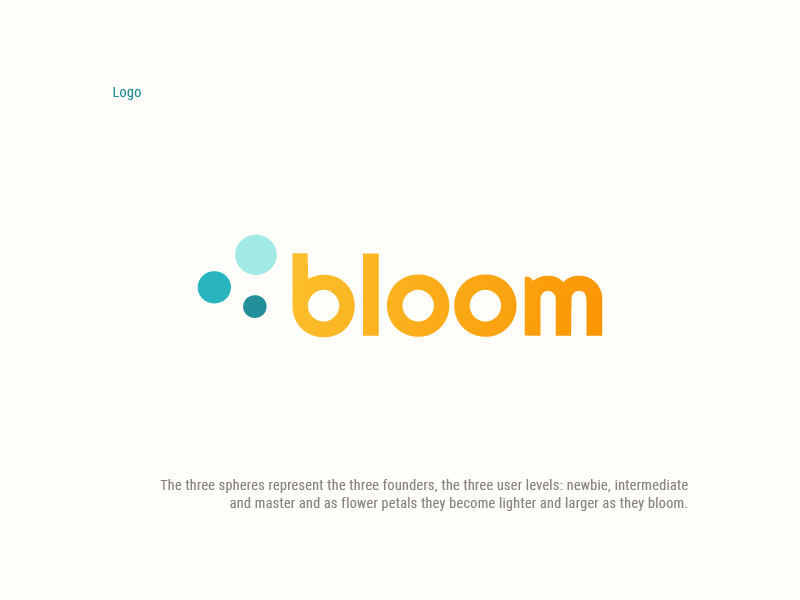 Logo
bloom
The three spheres represent the three founders, the three user levels: newbie, intermediate
and master and as flower petals they become lighter and larger as they bloom.